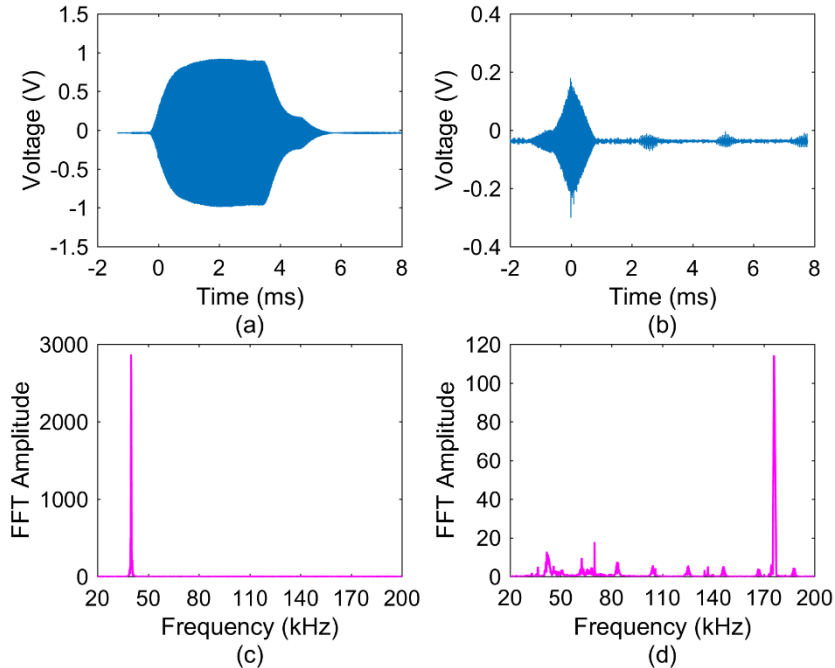 1.5
1
0.5
0
-0.5
-1
-1.5
Voltage (V)
-2 0 2 4 6 8
Time (ms)
(a)
0.4
0.2
0
-0.2
-0.4
Voltage (V)
-2 0 2 4 6 8
Time (ms)
(b)
3000
2000
1000
0
FFT Amplitude
20 50 80 110 140 170 200
Frequency (kHz)
(c)
120
100
80
60
40
20
0
FFT Amplitude
20 50 80 110 140 170 200
Frequency (kHz)
(d)